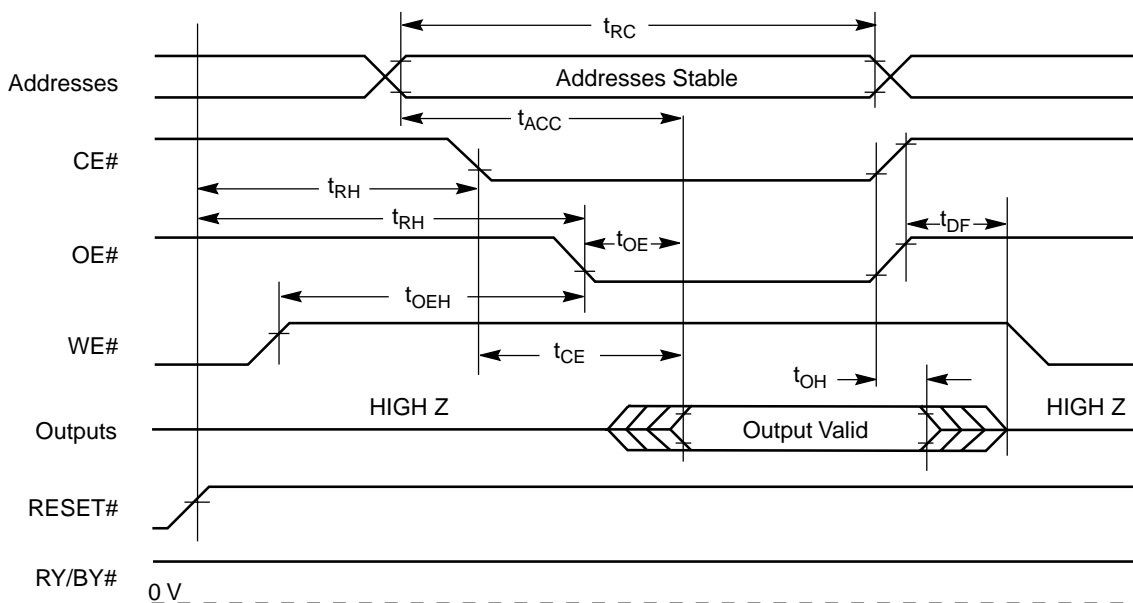 tRC
Addresses
Addresses Stable
tACC
CE#
tRH
tRH
tOE
tDF
OE#
tOEH
WE#
tCE
tOH
HIGH Z
HIGH Z
Outputs
Output Valid
RESET#
RY/BY#
0 V